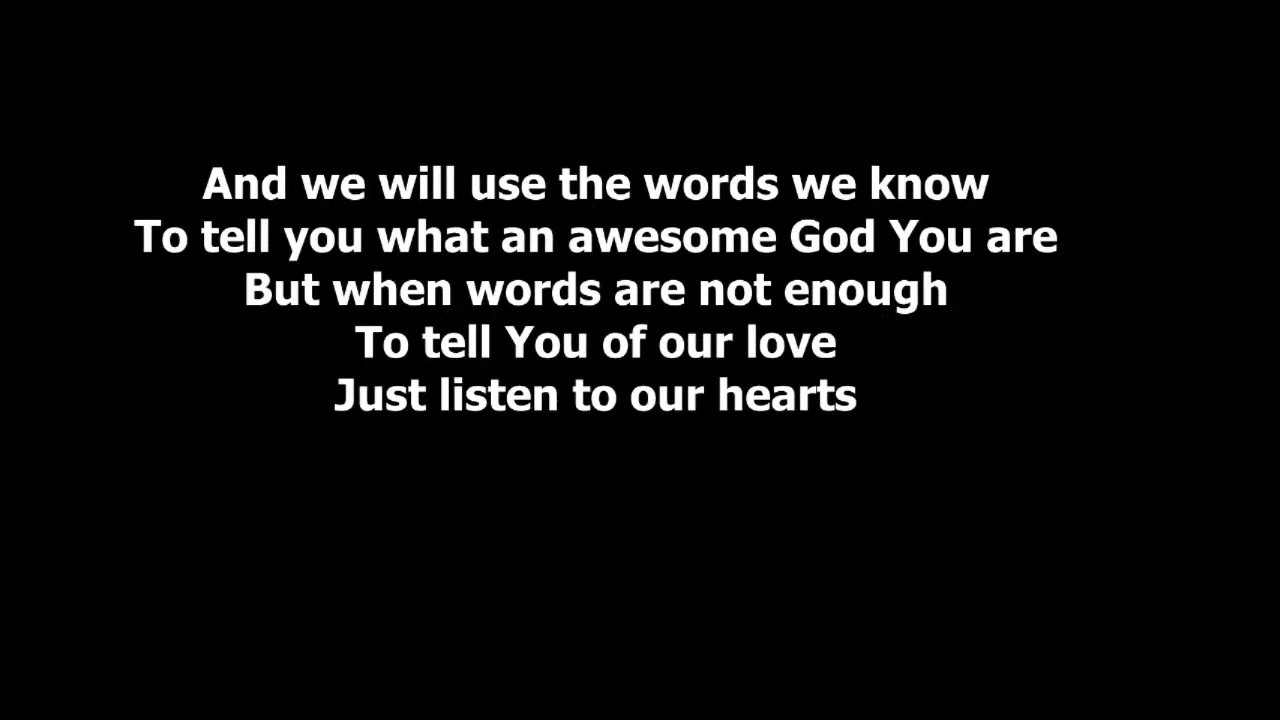 And we will use the words we know
To tell you what an awesome God You are
But when words are not enough
To tell You of our love
Just listen to our hearts